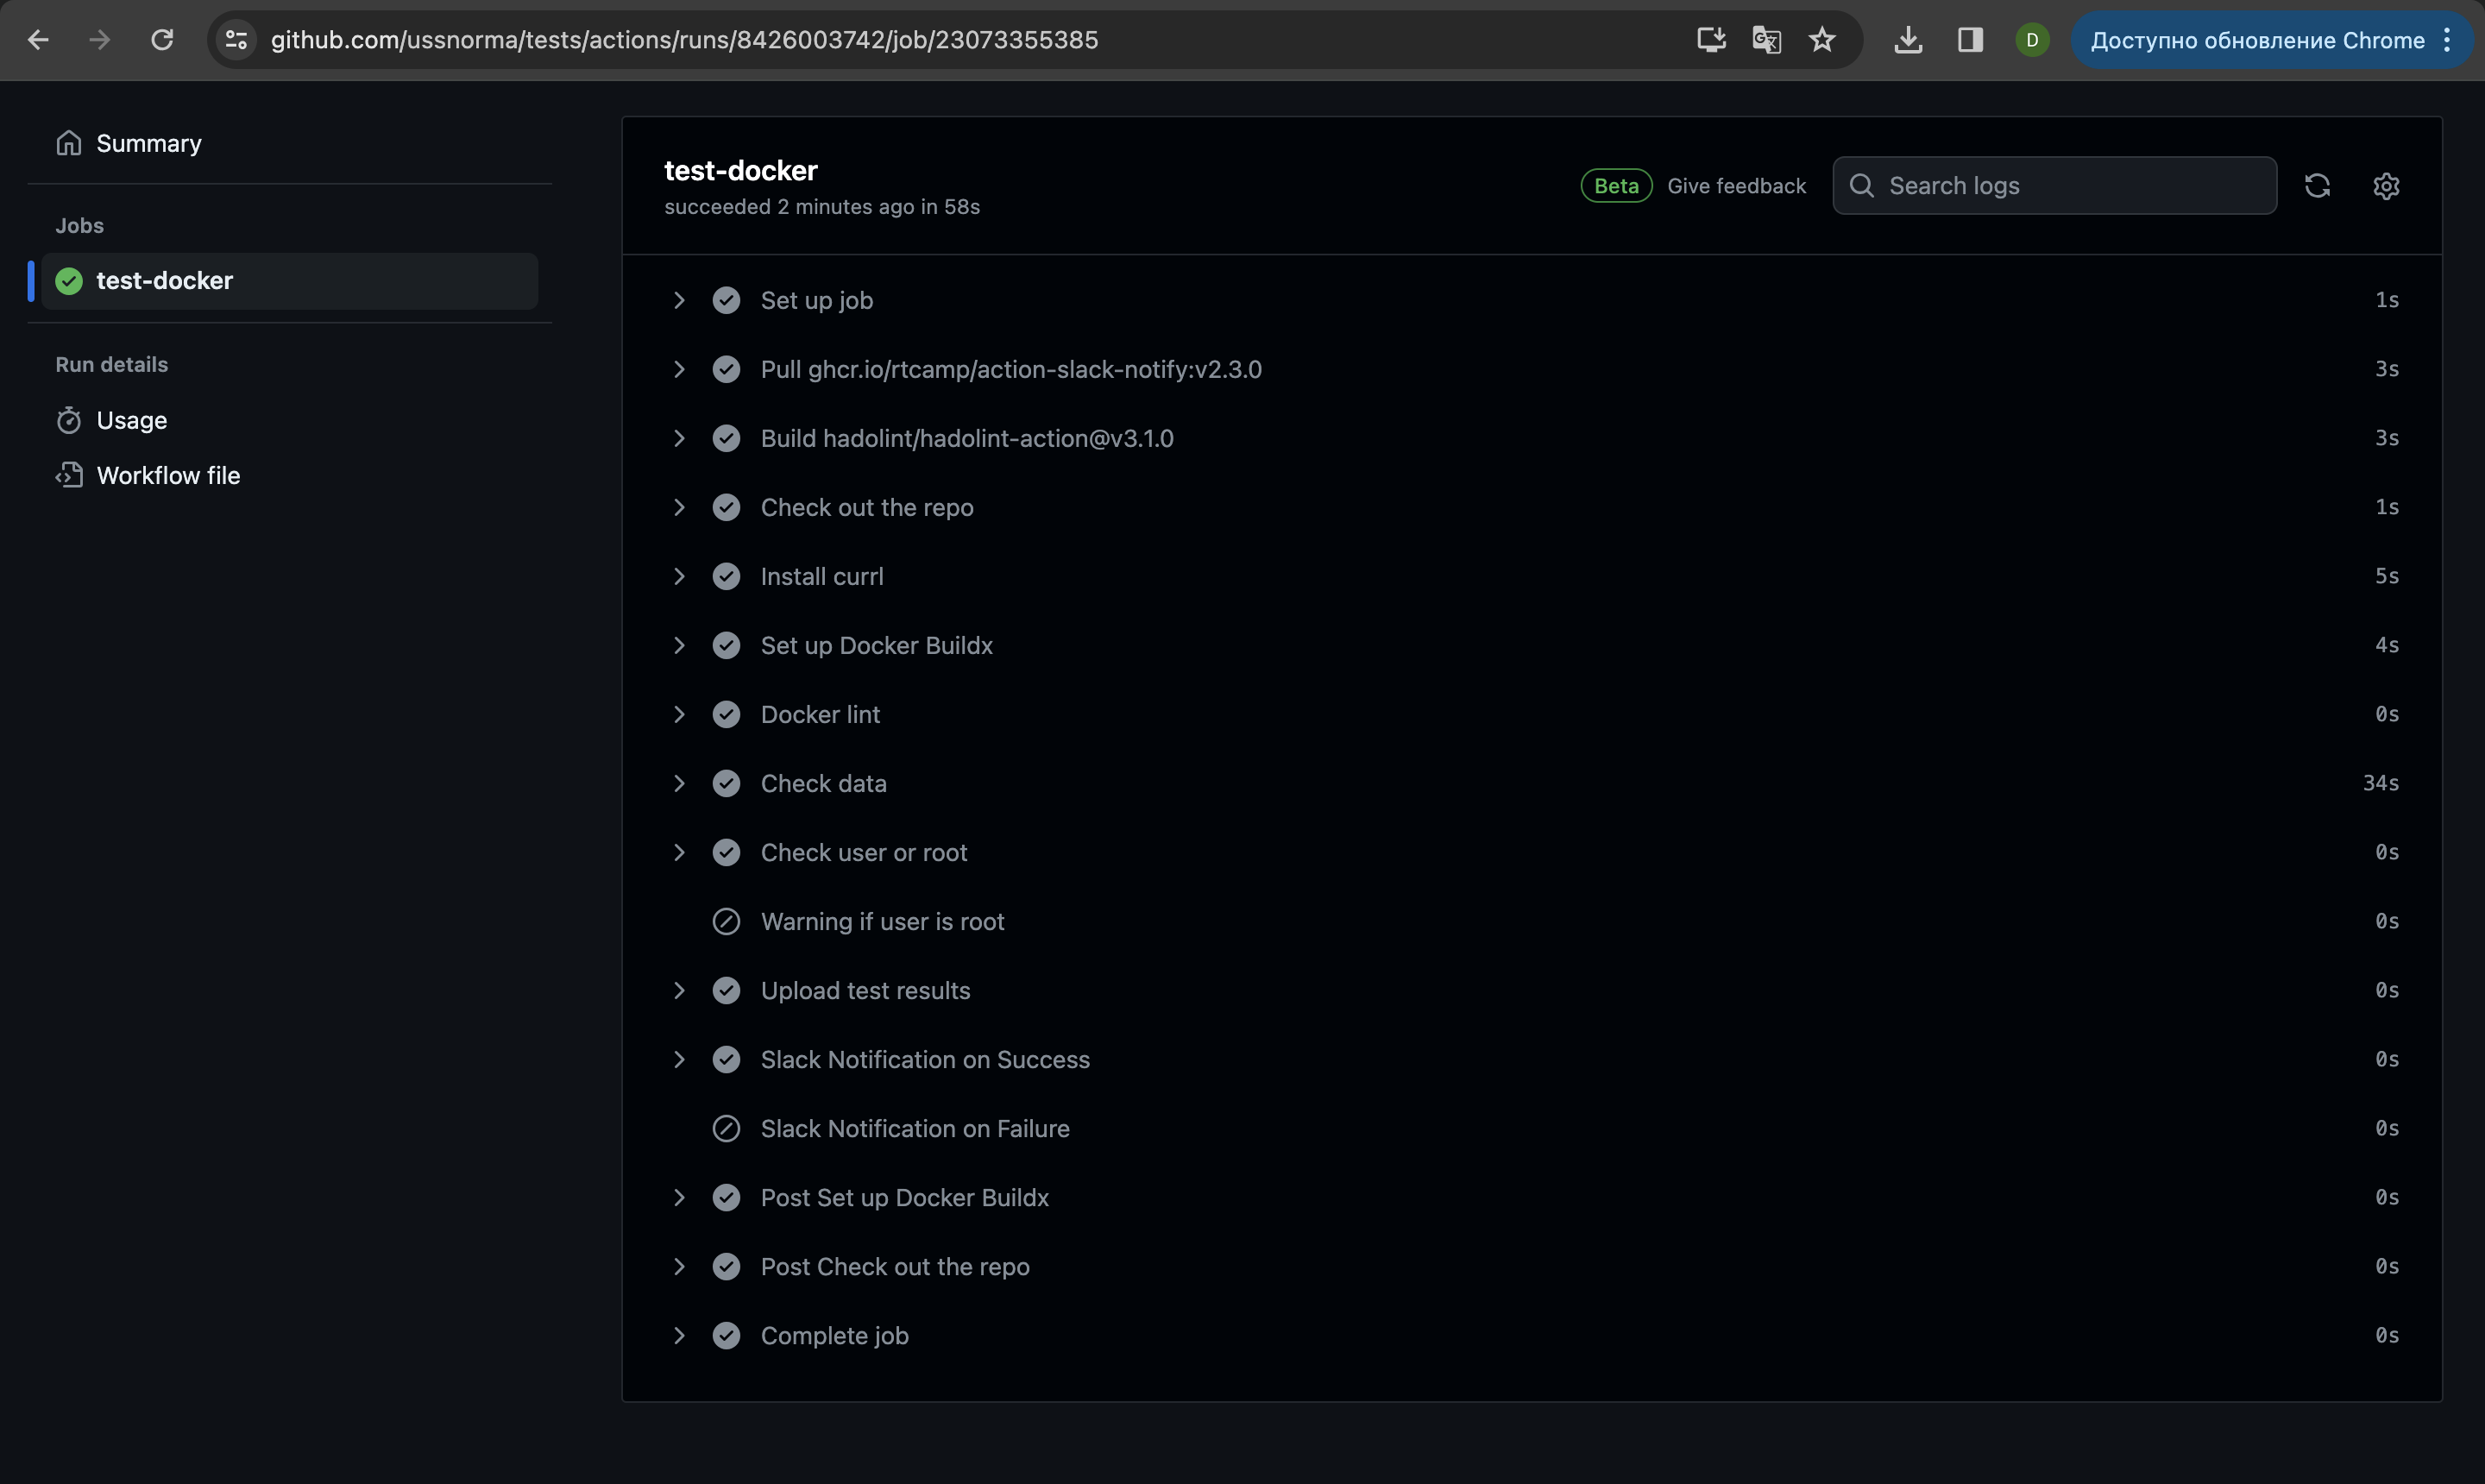 github.com/ussnorma/tests/actions/runs/8426003742/job/23073355385
D
Доступно обновление Chrome
Summary
Jobs
test-docker
Run details
Usage
Workflow file
test-docker
succeeded 2 minutes ago in 58s
Beta
Give feedback
Search logs
Set up job 1s
Pull ghcr.io/rtcamp/action-slack-notify:v2.3.0 3s
Build hadolint/hadolint-action@v3.1.0 3s
Check out the repo 1s
Install currl 5s
Set up Docker Buildx 4s
Docker lint 0s
Check data 34s
Check user or root 0s
Warning if user is root 0s
Upload test results 0s
Slack Notification on Success 0s
Slack Notification on Failure 0s
Post Set up Docker Buildx 0s
Post Check out the repo 0s
Complete job 0s